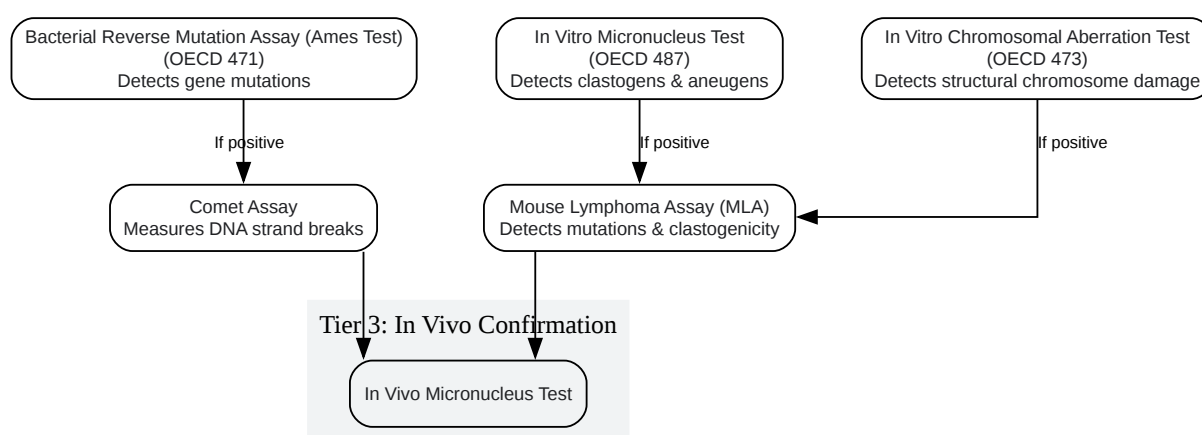 Bacterial Reverse Mutation Assay (Ames Test)
(OECD 471)
Detects gene mutations
In Vitro Micronucleus Test
(OECD 487)
Detects clastogens & aneugens
In Vitro Chromosomal Aberration Test
(OECD 473)
Detects structural chromosome damage
If positive
If positive
If positive
Comet Assay
Measures DNA strand breaks
Mouse Lymphoma Assay (MLA)
Detects mutations & clastogenicity
Tier 3: In Vivo Confirmation
In Vivo Micronucleus Test